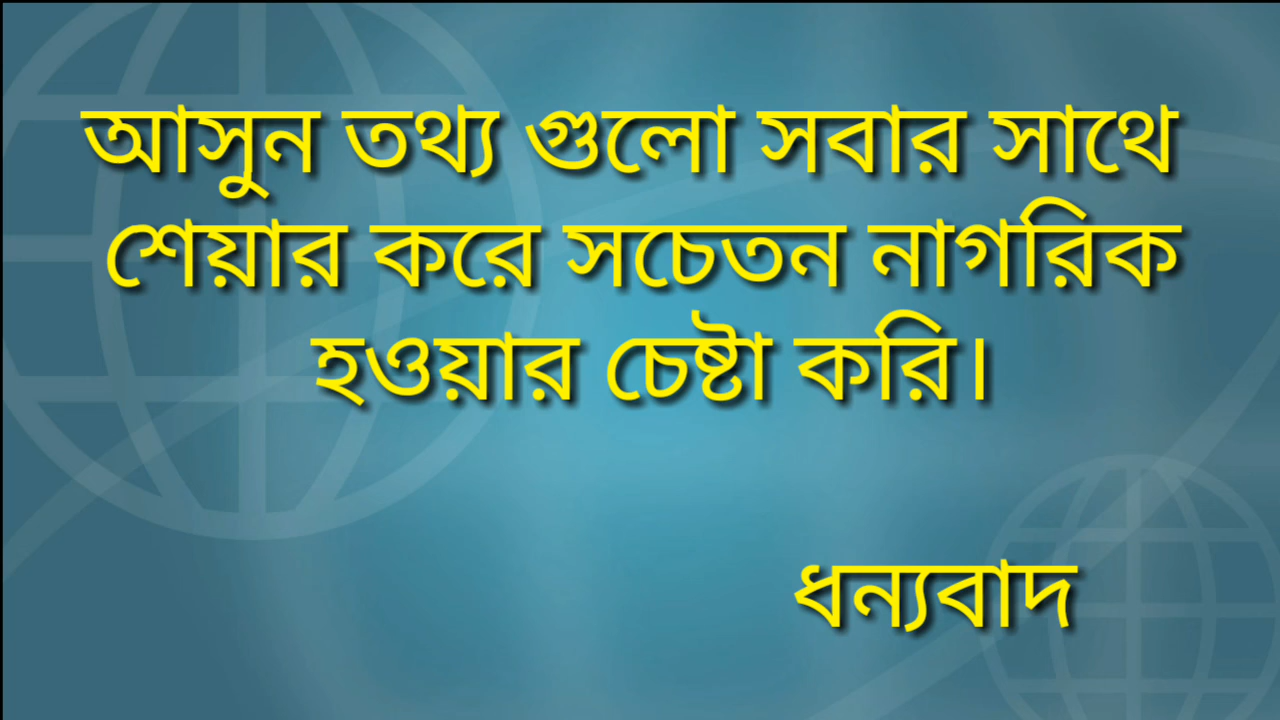 আসুন তথ্য গুলো সবার সাথে
শেয়ার করে সচেতন নাগরিক
হওয়ার চেষ্টা করি।
ধন্যবাদ